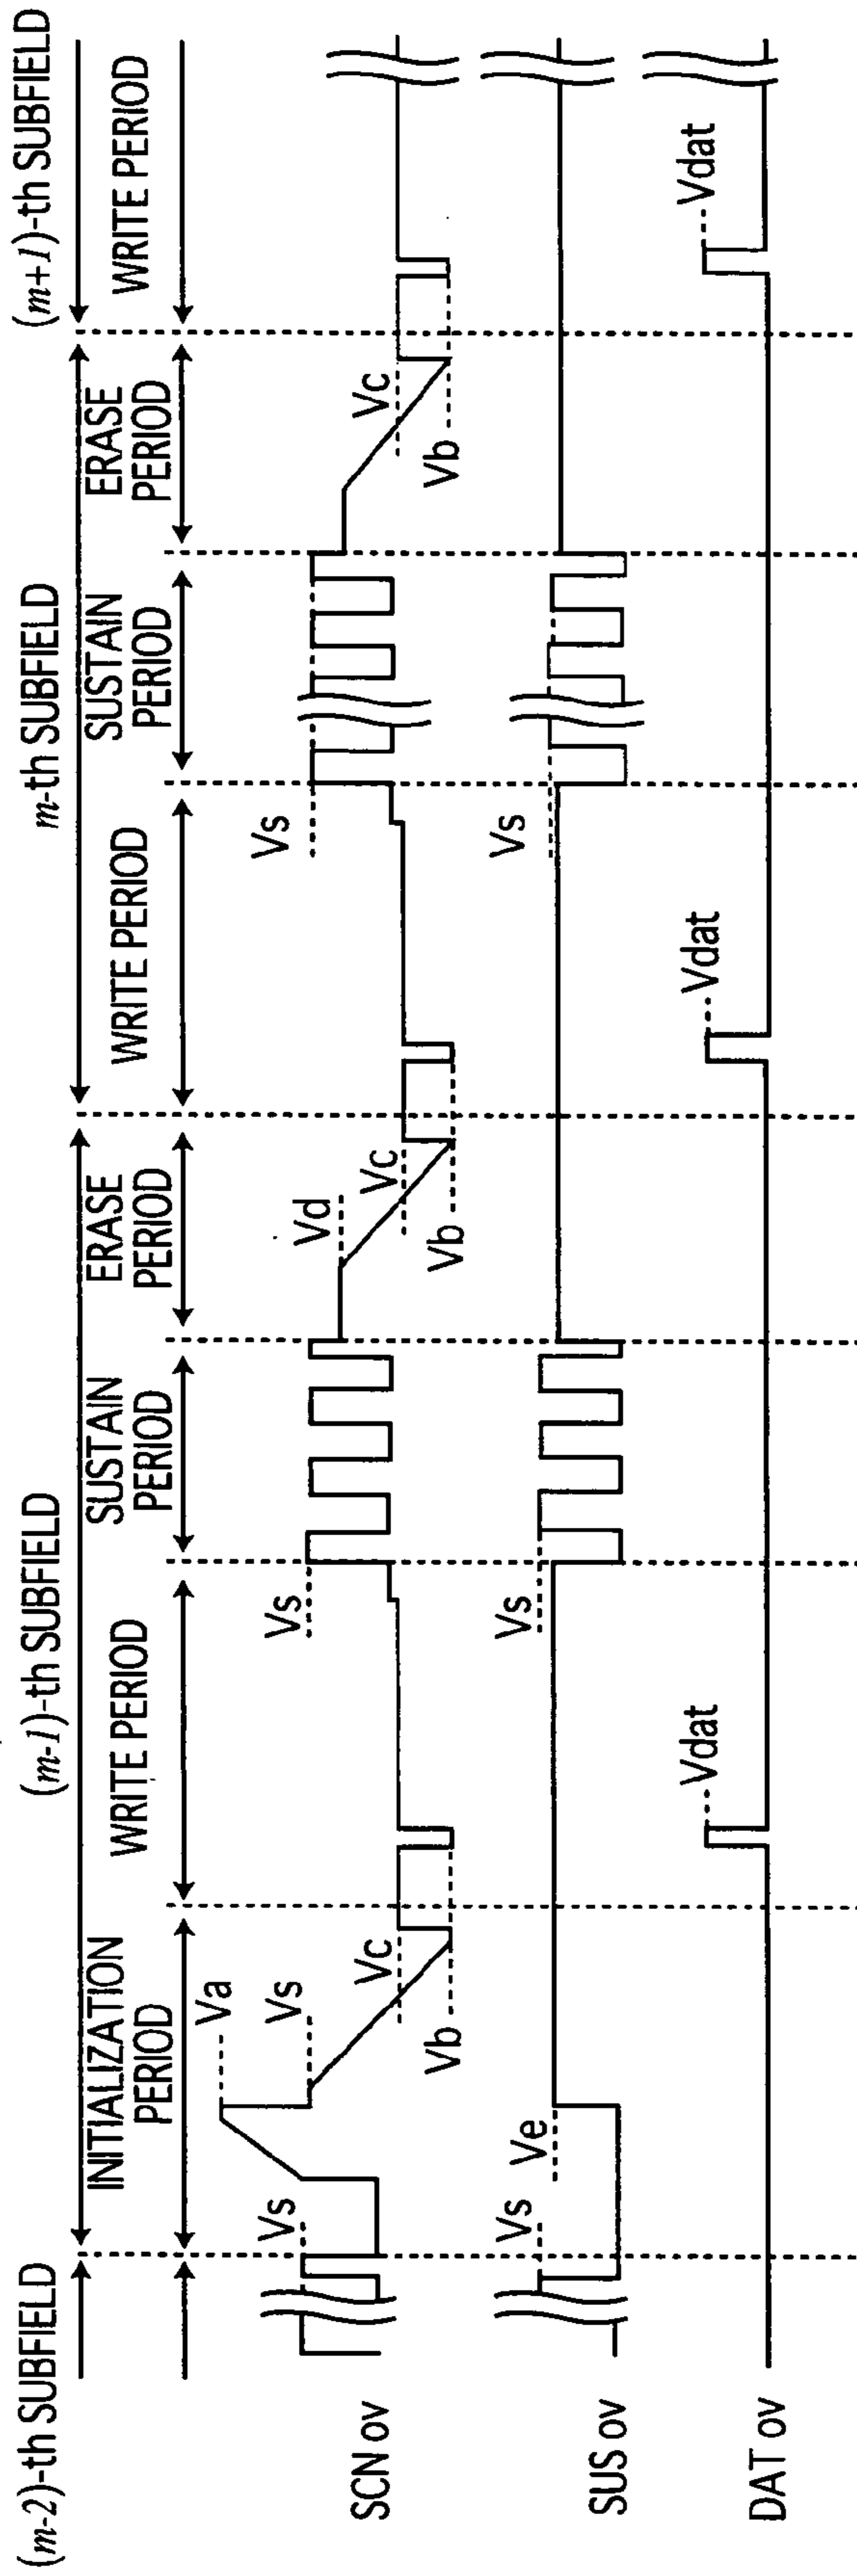 (m-2)-th SUBFIELD
(m-1)-th SUBFIELD
m-th SUBFIELD
(m+1)-th SUBFIELD
INITIALIZATION
PERIOD
WRITE PERIOD
SUSTAIN
PERIOD
ERASE
PERIOD
WRITE PERIOD
SUSTAIN
PERIOD
ERASE
PERIOD
WRITE PERIOD
SCN 0V
Vs
Va
Vs
Vc
Vb
Vs
Vd
Vc
Vb
Vs
Vc
Vb
SUS 0V
Vs
Ve
Vs
Vs
DAT 0V
Vdat
Vdat
Vdat